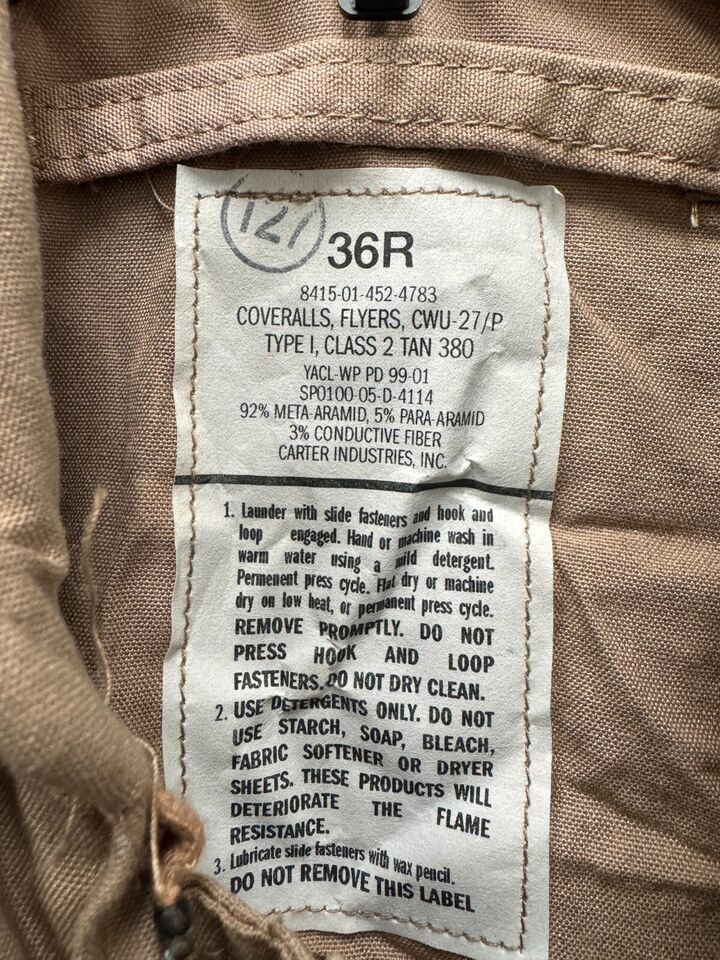 127
36R
8415-01-452-4783
COVERALLS, FLYERS, CWU-27/P
TYPE I, CLASS 2 TAN 380
YACL-WP PD 99-01
SPO100-05-D-4114
92% META-ARAMID, 5% PARA-ARAMID
3% CONDUCTIVE FIBER
CARTER INDUSTRIES, INC.
1. Launder with slide fasteners and hook and
loop engaged. Hand or machine wash in
warm water using a mild detergent.
Permenent press cycle. Flat dry or machine
dry on low heat, or permanent press cycle.
REMOVE PROMPTLY. DO NOT
PRESS HOOK AND LOOP
FASTENERS. DO NOT DRY CLEAN.
2. USE DETERGENTS ONLY. DO NOT
USE STARCH, SOAP, BLEACH,
FABRIC SOFTENER OR DRYER
SHEETS. THESE PRODUCTS WILL
DETERIORATE THE FLAME
RESISTANCE.
3. Lubricate slide fasteners with wax pencil.
DO NOT REMOVE THIS LABEL